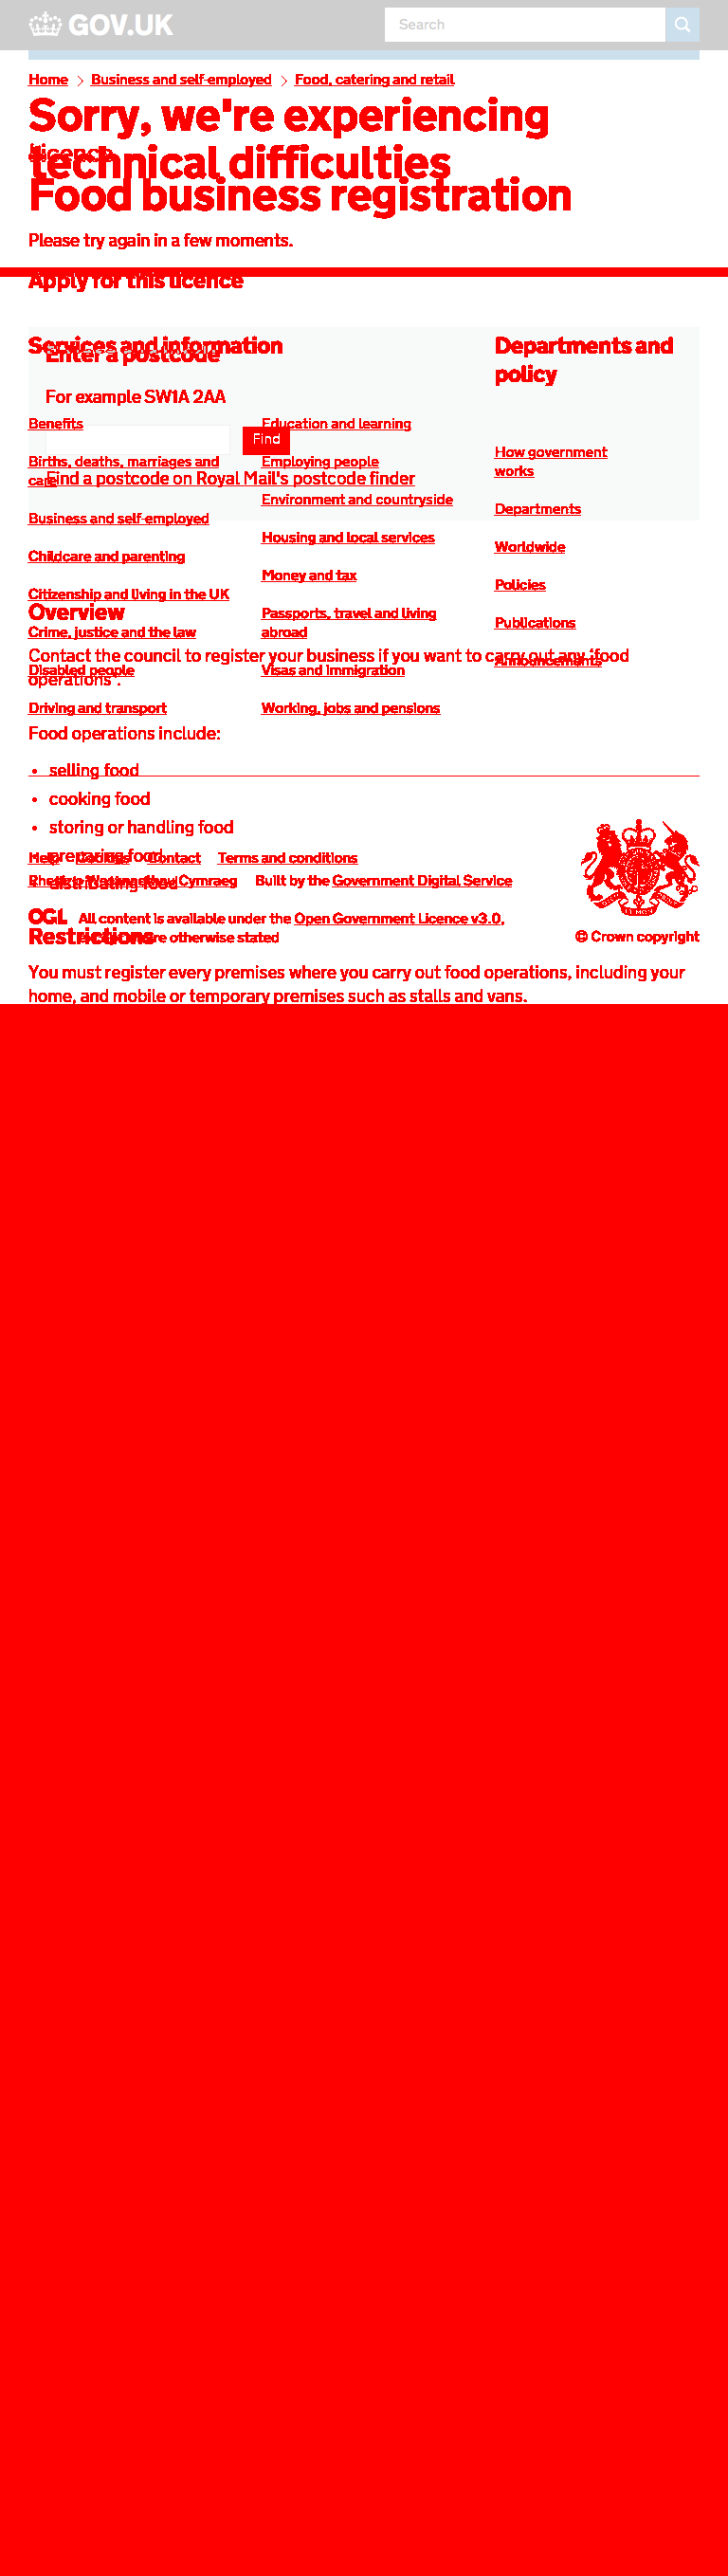 GOV.UK
Search
Home > Business and self-employed > Food, catering and retail
Sorry, we're experiencing
Licence
technical difficulties
Food business registration
Please try again in a few moments.
Apply for this licence
Services and information
Departments and
policy
Enter a postcode
For example SW1A 2AA
Benefits
Education and learning
Find
How government
works
Births, deaths, marriages and
care
Employing people
Find a postcode on Royal Mail's postcode finder
Environment and countryside
Departments
Business and self-employed
Housing and local services
Worldwide
Childcare and parenting
Money and tax
Policies
Citizenship and living in the UK
Overview
Passports, travel and living
abroad
Publications
Crime, justice and the law
Contact the council to register your business if you want to carry out any ‘food
operations’.
Announcements
Disabled people
Visas and immigration
Driving and transport
Working, jobs and pensions
Food operations include:
• selling food
• cooking food
• storing or handling food
• preparing food
Help Cookies Contact Terms and conditions
• distributing food
Cymraeg Built by the Government Digital Service
OGL All content is available under the Open Government Licence v3.0,
otherwise stated
Restrictions
© Crown copyright
You must register every premises where you carry out food operations, including your
home, and mobile or temporary premises such as stalls and vans.